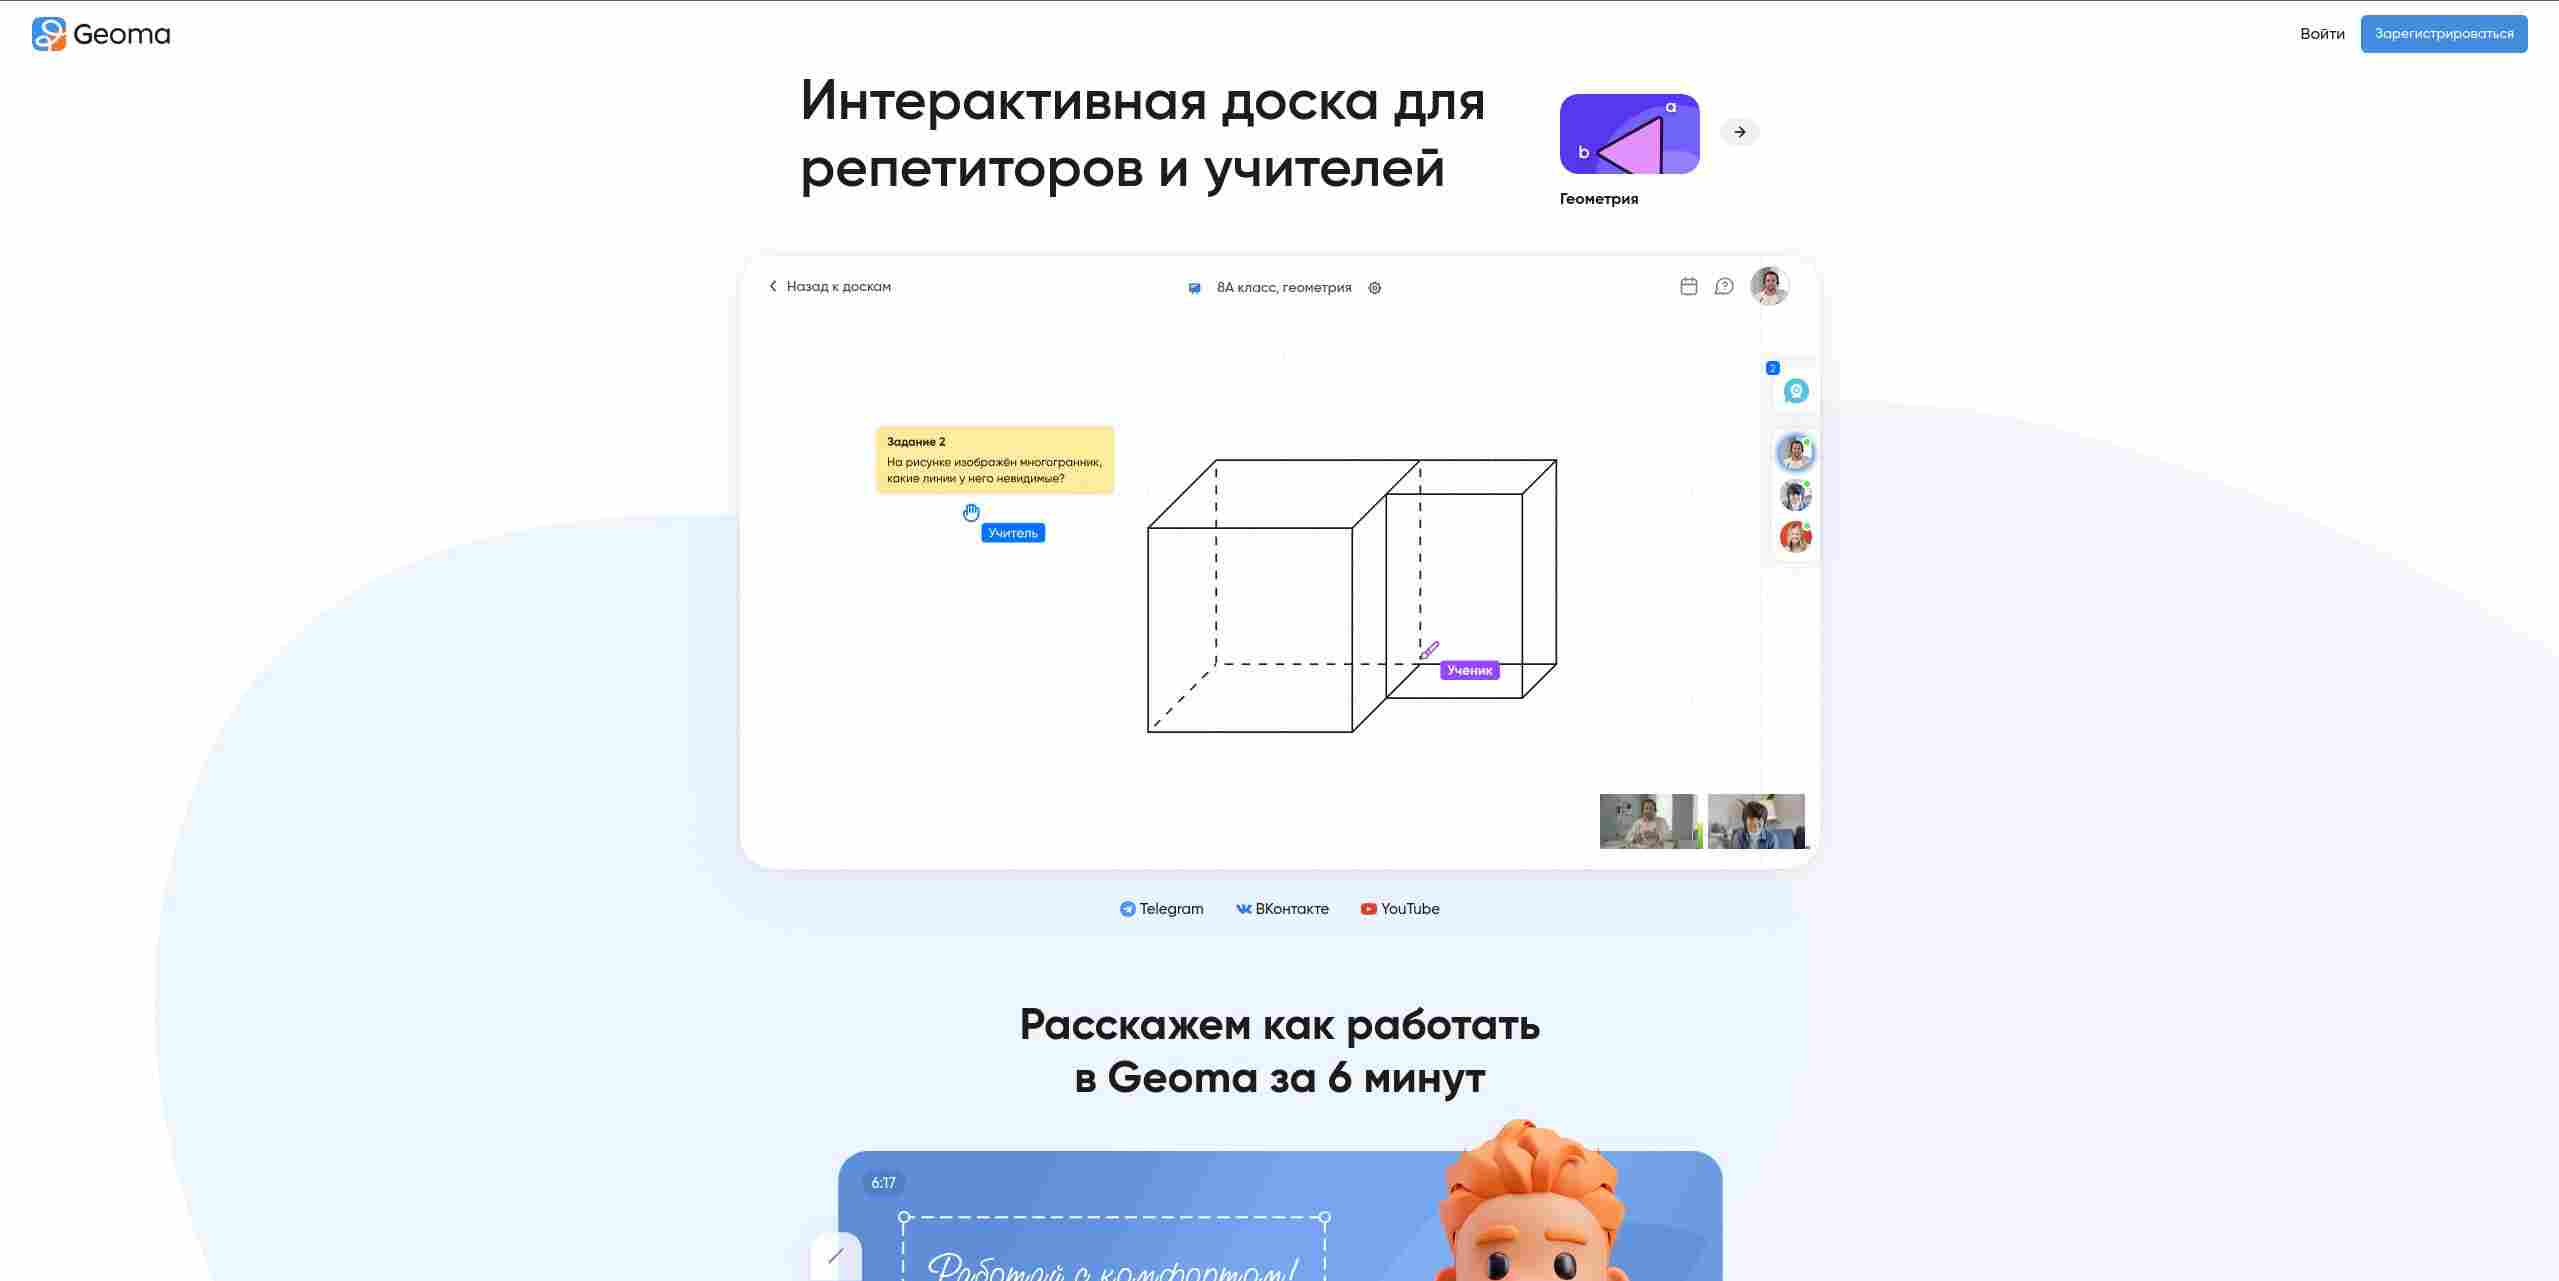 Geoma
Войти
Зарегистрироваться
Интерактивная доска для
репетиторов и учителей
a
b
Геометрия
Назад к доскам
8А класс, геометрия
2
Задание 2
На рисунке изображён многогранник,
какие линии у него невидимые?
Учитель
Ученик
Telegram
ВКонтакте
YouTube
Расскажем как работать
в Geoma за 6 минут
6:17
Работай с комфортом!